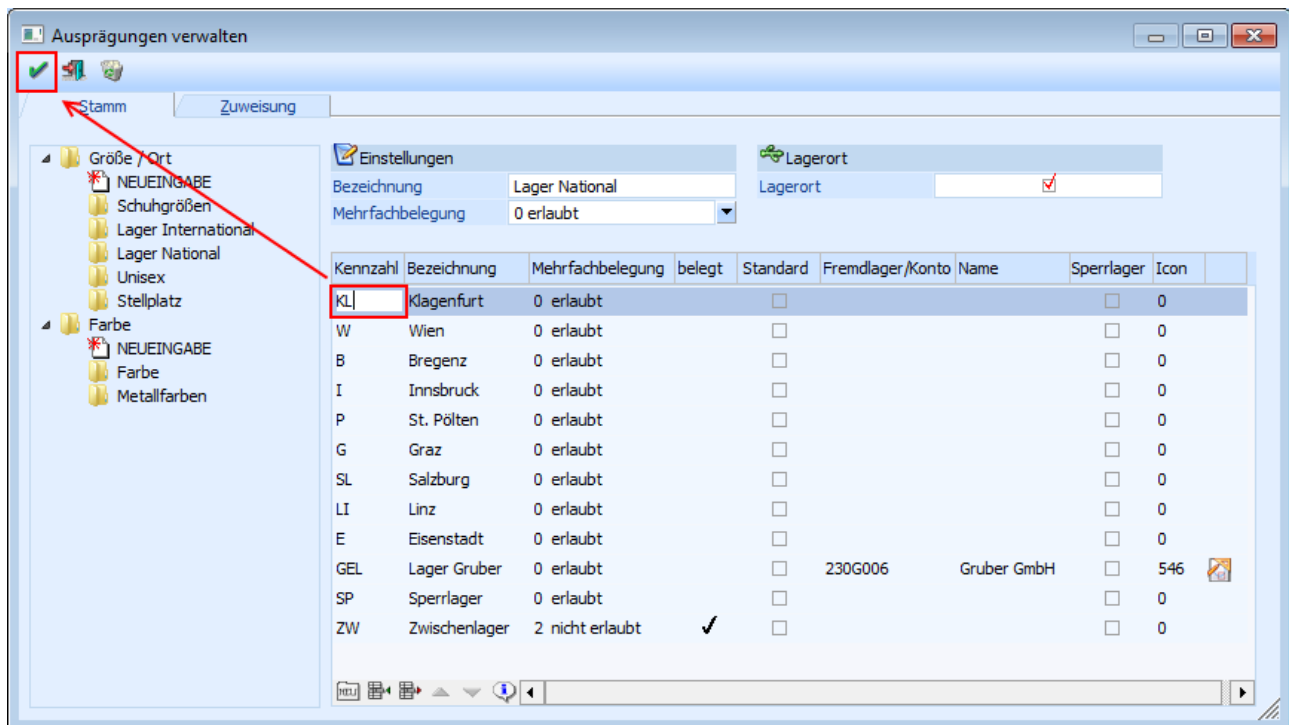 Ausprägungen verwalten
Stamm Zuweisung
Größe / Ort
NEUEINGABE
Schuhgrößen
Lager International
Lager National
Unisex
Stellplatz
Farbe
NEUEINGABE
Farbe
Metallfarben
Einstellungen
Bezeichnung Lager National
Mehrfachbelegung 0 erlaubt
Lagerort
Lagerort
Kennzahl Bezeichnung Mehrfachbelegung belegt Standard Fremdlager/Konto Name Sperrlager Icon
KL Klagenfurt 0 erlaubt 0
W Wien 0 erlaubt 0
B Bregenz 0 erlaubt 0
I Innsbruck 0 erlaubt 0
P St. Pölten 0 erlaubt 0
G Graz 0 erlaubt 0
SL Salzburg 0 erlaubt 0
LI Linz 0 erlaubt 0
E Eisenstadt 0 erlaubt 0
GEL Lager Gruber 0 erlaubt 230G006 Gruber GmbH 546
SP Sperrlager 0 erlaubt 0
ZW Zwischenlager 2 nicht erlaubt 0
NEU